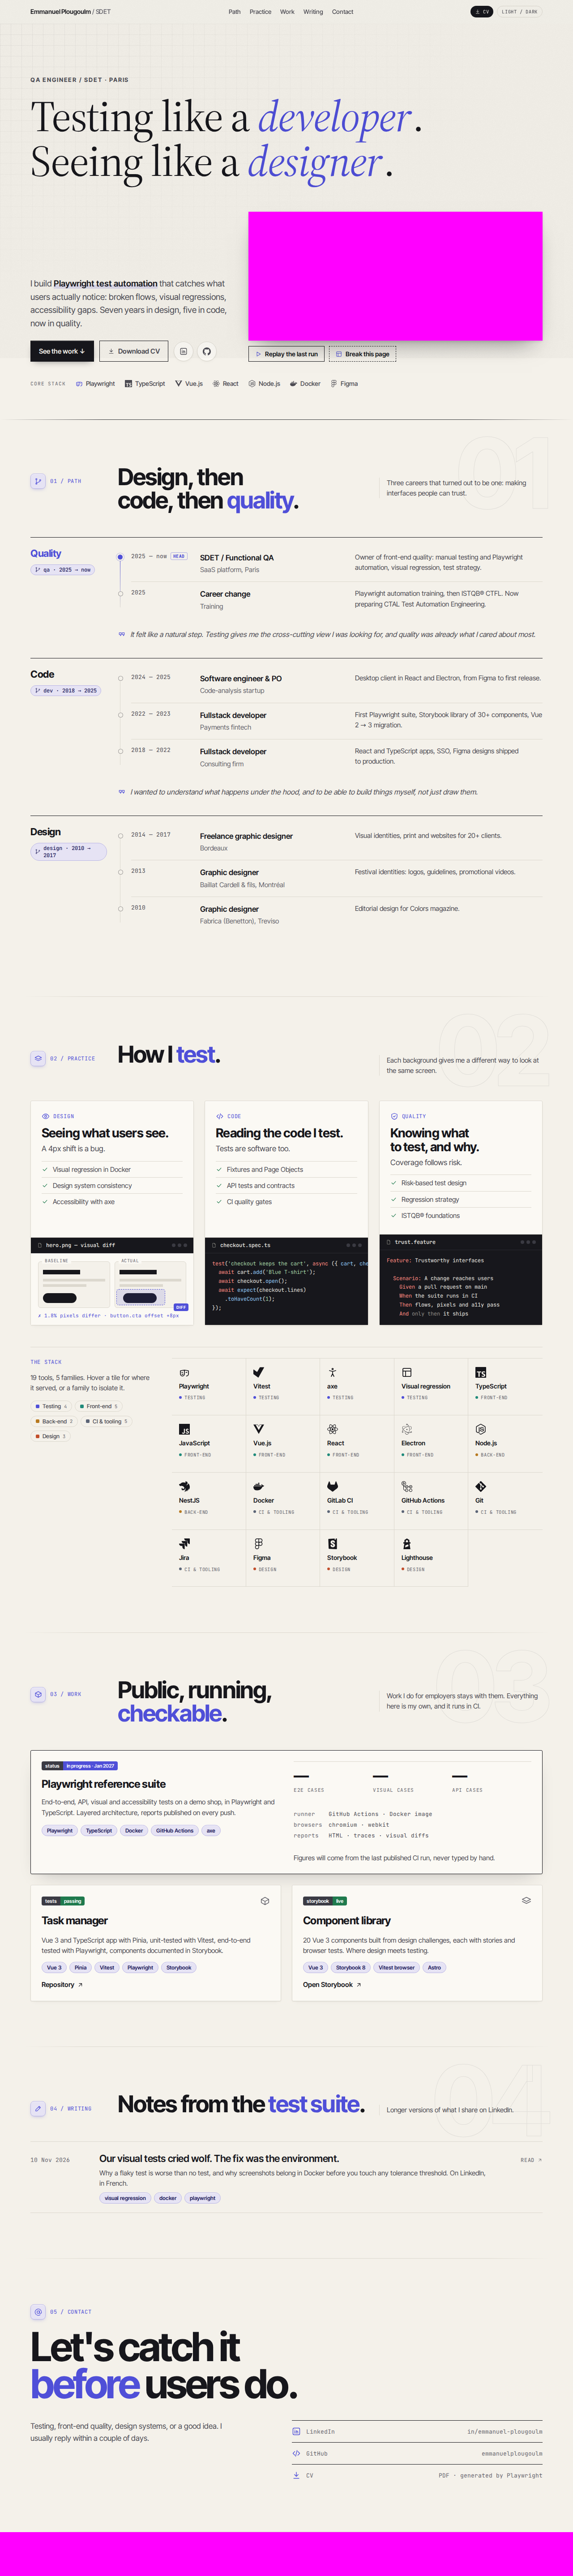 Emmanuel Plougoulm / SDET
Path Practice Work Writing Contact
CV
LIGHT / DARK
QA ENGINEER / SDET · PARIS
Testing like a developer.
Seeing like a designer.
I build Playwright test automation that catches what
users actually notice: broken flows, visual regressions,
accessibility gaps. Seven years in design, five in code,
now in quality.
See the work ↓
Download CV
Replay the last run
Break this page
CORE STACK Playwright TypeScript Vue.js React Node.js Docker Figma
01
01 / PATH
Design, then
code, then quality.
Three careers that turned out to be one: making
interfaces people can trust.
Quality
qa · 2025 → now
2025 — now HEAD
SDET / Functional QA
SaaS platform, Paris
Owner of front-end quality: manual testing and Playwright
automation, visual regression, test strategy.
2025
Career change
Training
Playwright automation training, then ISTQB® CTFL. Now
preparing CTAL Test Automation Engineering.
It felt like a natural step. Testing gives me the cross-cutting view I was looking for, and quality was already what I cared about most.
Code
dev · 2018 → 2025
2024 — 2025
Software engineer & PO
Code-analysis startup
Desktop client in React and Electron, from Figma to first release.
2022 — 2023
Fullstack developer
Payments fintech
First Playwright suite, Storybook library of 30+ components, Vue
2 → 3 migration.
2018 — 2022
Fullstack developer
Consulting firm
React and TypeScript apps, SSO, Figma designs shipped
to production.
I wanted to understand what happens under the hood, and to be able to build things myself, not just draw them.
Design
design · 2010 →
2017
2014 — 2017
Freelance graphic designer
Bordeaux
Visual identities, print and websites for 20+ clients.
2013
Graphic designer
Baillat Cardell & fils, Montréal
Festival identities: logos, guidelines, promotional videos.
2010
Graphic designer
Fabrica (Benetton), Treviso
Editorial design for Colors magazine.
02
02 / PRACTICE
How I test.
Each background gives me a different way to look at
the same screen.
DESIGN
Seeing what users see.
A 4px shift is a bug.
Visual regression in Docker
Design system consistency
Accessibility with axe
hero.png — visual diff
BASELINE
ACTUAL
DIFF
✗ 1.8% pixels differ · button.cta offset +8px
CODE
Reading the code I test.
Tests are software too.
Fixtures and Page Objects
API tests and contracts
CI quality gates
checkout.spec.ts
test('checkout keeps the cart', async ({ cart, che
await cart.add('Blue T-shirt');
await checkout.open();
await expect(checkout.lines)
.toHaveCount(1);
});
QUALITY
Knowing what
to test, and why.
Coverage follows risk.
Risk-based test design
Regression strategy
ISTQB® foundations
trust.feature
Feature: Trustworthy interfaces
Scenario: A change reaches users
Given a pull request on main
When the suite runs in CI
Then flows, pixels and a11y pass
And only then it ships
THE STACK
19 tools, 5 families. Hover a tile for where
it served, or a family to isolate it.
Testing 4
Front-end 5
Back-end 2
CI & tooling 5
Design 3
Playwright
TESTING
Vitest
TESTING
axe
TESTING
Visual regression
TESTING
TypeScript
FRONT-END
JavaScript
FRONT-END
Vue.js
FRONT-END
React
FRONT-END
Electron
FRONT-END
Node.js
BACK-END
NestJS
BACK-END
Docker
CI & TOOLING
GitLab CI
CI & TOOLING
GitHub Actions
CI & TOOLING
Git
CI & TOOLING
Jira
CI & TOOLING
Figma
DESIGN
Storybook
DESIGN
Lighthouse
DESIGN
03
03 / WORK
Public, running,
checkable.
Work I do for employers stays with them. Everything
here is my own, and it runs in CI.
status In progress · Jan 2027
Playwright reference suite
End-to-end, API, visual and accessibility tests on a demo shop, in Playwright and
TypeScript. Layered architecture, reports published on every push.
Playwright TypeScript Docker GitHub Actions axe
— — —
E2E CASES VISUAL CASES API CASES
runner GitHub Actions · Docker image
browsers chromium · webkit
reports HTML · traces · visual diffs
Figures will come from the last published CI run, never typed by hand.
tests passing
Task manager
Vue 3 and TypeScript app with Pinia, unit-tested with Vitest, end-to-end
tested with Playwright, components documented in Storybook.
Vue 3 Pinia Vitest Playwright Storybook
Repository ↗
storybook live
Component library
20 Vue 3 components built from design challenges, each with stories and
browser tests. Where design meets testing.
Vue 3 Storybook 8 Vitest browser Astro
Open Storybook ↗
04
04 / WRITING
Notes from the test suite.
Longer versions of what I share on LinkedIn.
10 Nov 2026
Our visual tests cried wolf. The fix was the environment.
READ ↗
Why a flaky test is worse than no test, and why screenshots belong in Docker before you touch any tolerance threshold. On LinkedIn,
in French.
visual regression docker playwright
05 / CONTACT
Let's catch it
before users do.
Testing, front-end quality, design systems, or a good idea. I
usually reply within a couple of days.
LinkedIn in/emmanuel-plougoulm
GitHub emmanuelplougoulm
CV PDF · generated by Playwright